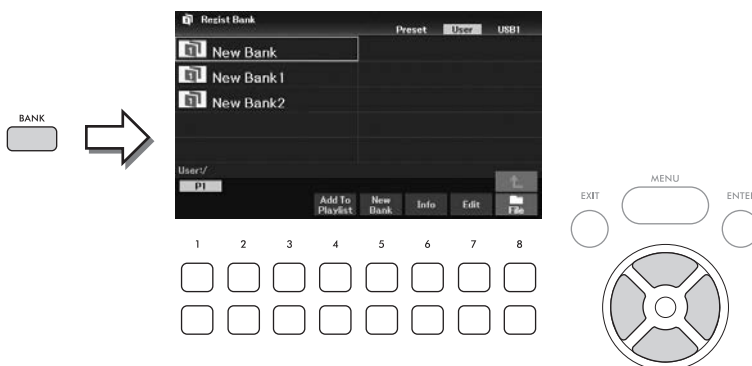 BANK
Regist Bank
Preset User USB1
New Bank
New Bank1
New Bank2
User:/
P1
Add To Playlist
New Bank
Info
Edit
File
1 2 3 4 5 6 7 8
EXIT
MENU
ENTER